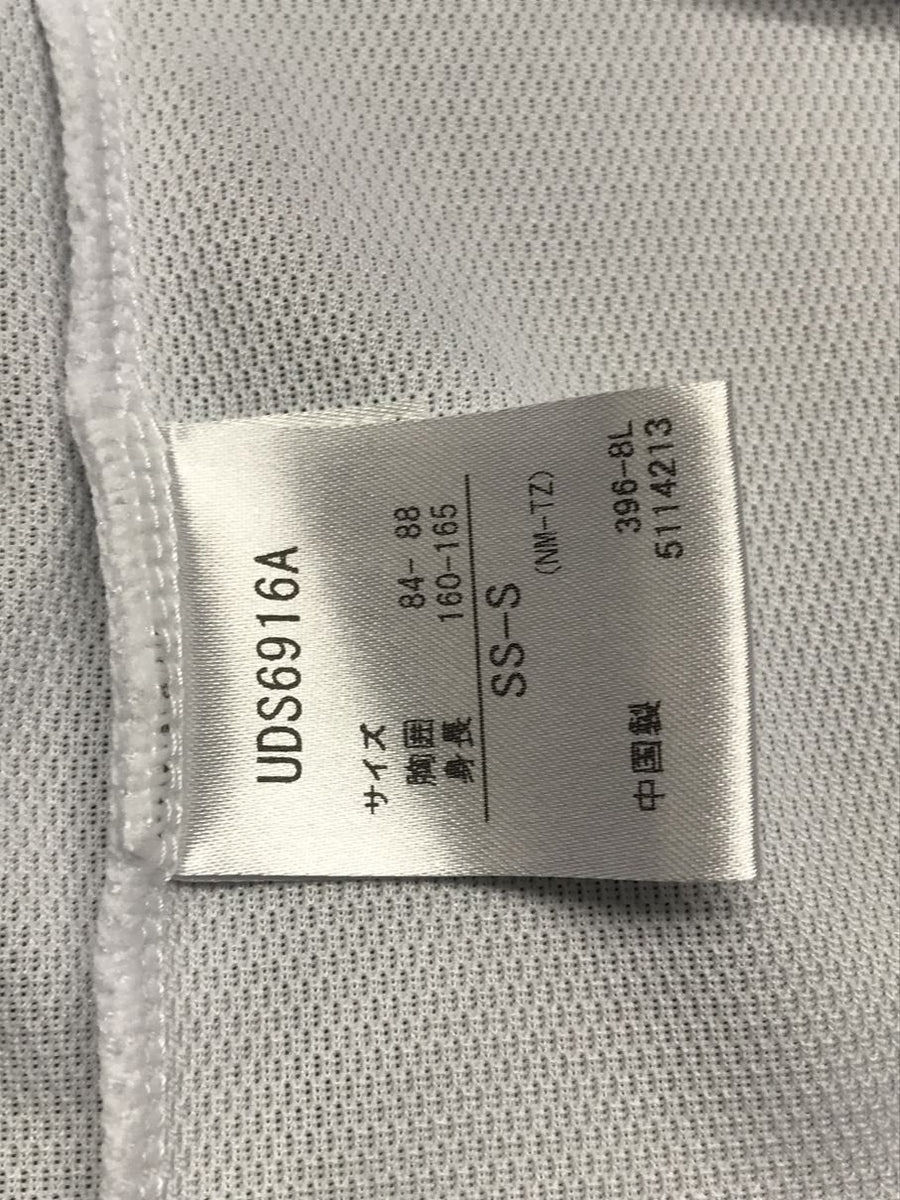 UDS6916A
サイズ
胸囲 84- 88
身長 160-165
SS-S
(NM-TZ)
396-8L
中国製 5114213